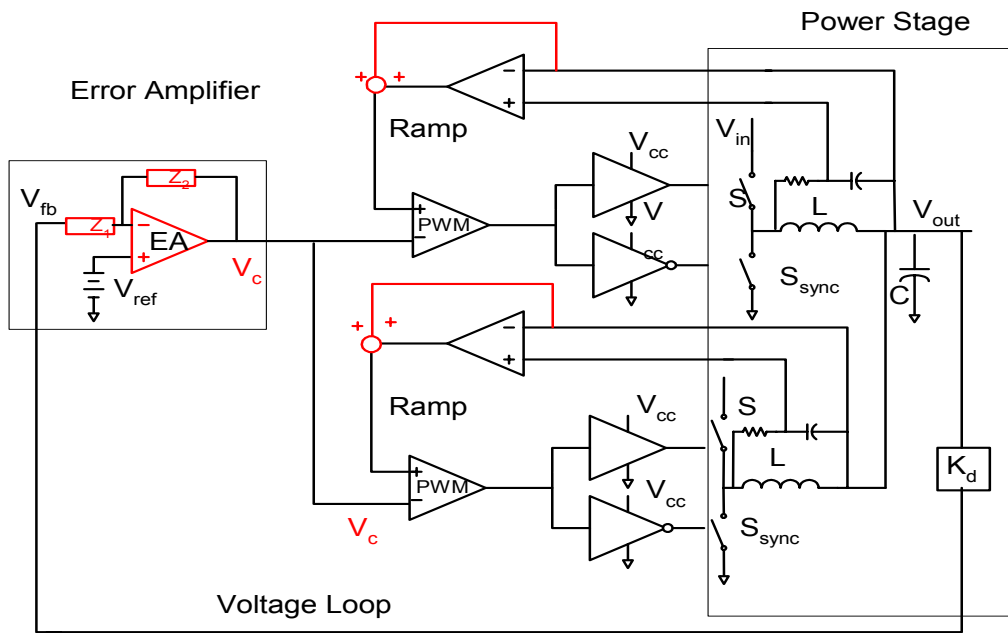 Power Stage
Error Amplifier
+ +
−
+
Ramp
V_in
V_cc
V_fb
Z_2
Z_1
−
EA
+
V_ref
V_c
+
PWM
−
V
cc
S
L
V_out
S_sync
C
+ +
−
+
Ramp
V_cc
S
L
K_d
+
PWM
−
V_cc
V_c
S_sync
Voltage Loop